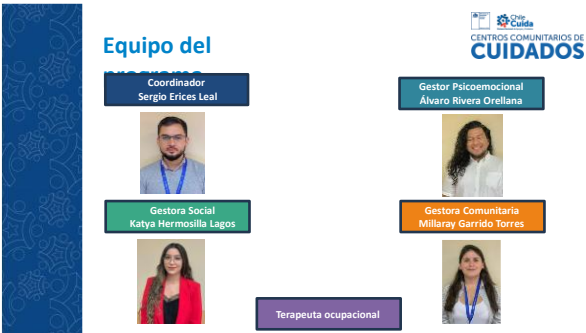 Chile
Cuida
CENTROS COMUNITARIOS DE
CUIDADOS
Equipo del
programa
Coordinador
Sergio Erices Leal
Gestor Psicoemocional
Álvaro Rivera Orellana
Gestora Social
Katya Hermosilla Lagos
Gestora Comunitaria
Millaray Garrido Torres
Terapeuta ocupacional